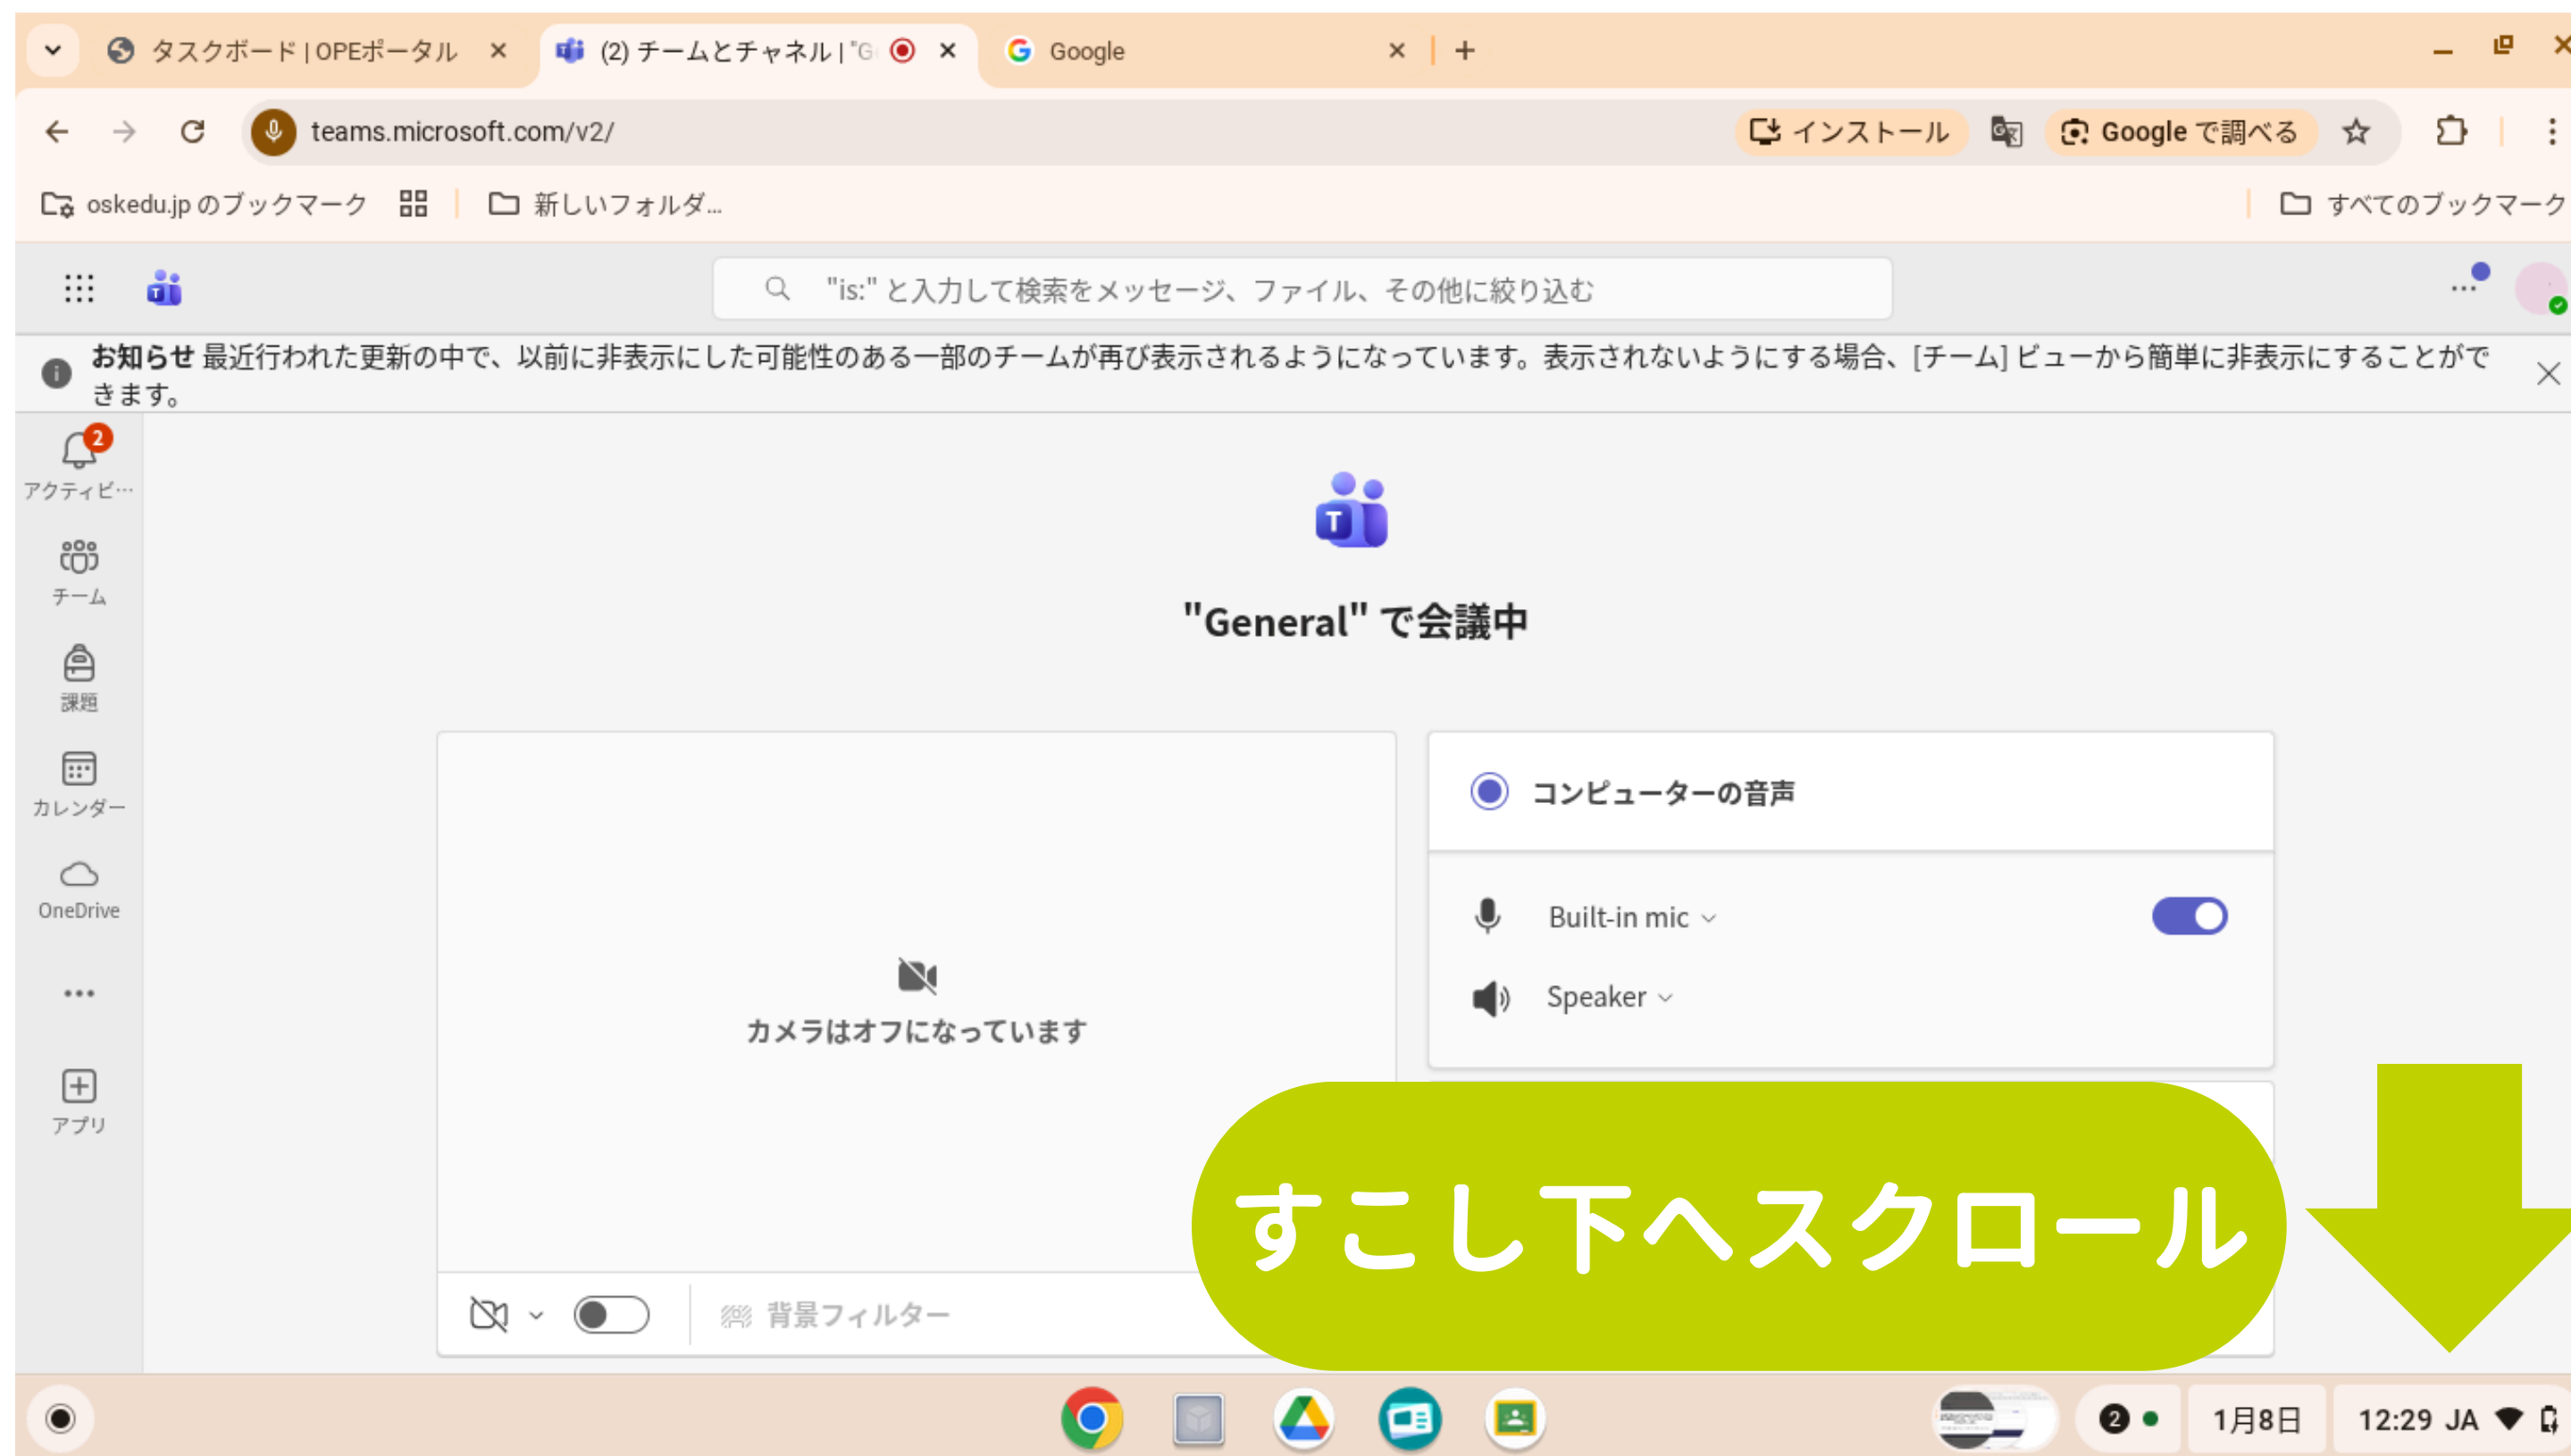 タスクボード | OPEポータル
(2) チームとチャネル | "G
Google
teams.microsoft.com/v2/
インストール
Google で調べる
oskedu.jp のブックマーク
新しいフォルダ...
すべてのブックマーク
"is:" と入力して検索をメッセージ、ファイル、その他に絞り込む
お知らせ 最近行われた更新の中で、以前に非表示にした可能性のある一部のチームが再び表示されるようになっています。表示されないようにする場合、[チーム] ビューから簡単に非表示にすることがで
きます。
2
アクティビ…
チーム
課題
カレンダー
OneDrive
アプリ
"General" で会議中
カメラはオフになっています
背景フィルター
コンピューターの音声
Built-in mic
Speaker
すこし下へスクロール
2
1月8日
12:29 JA